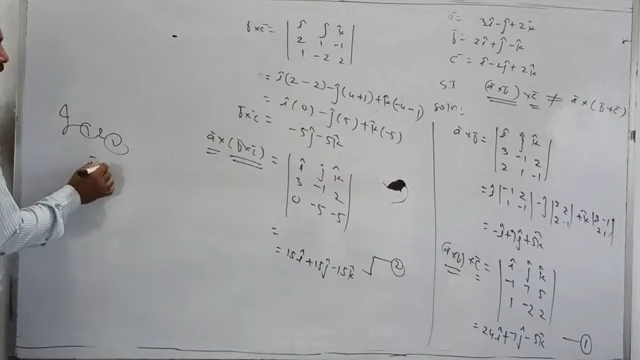 ā = 3î-ĵ+2k̂
b̄ = 2î+ĵ-k̂
c̄ = î-2ĵ+2k̂
ST (ā×b̄)×c̄ ≠ ā×(b̄×c̄)
soln:
ā×b̄ = | î ĵ k̂ |
| 3 -1 2 |
| 2 1 -1 |
= î | -1 2 | - ĵ | 3 2 | + k̂ | 3 -1 |
| 1 -1 | | 2 -1 | | 2 1 |
= -î+7ĵ+5k̂
(ā×b̄)×c̄ = | î ĵ k̂ |
| -1 7 5 |
| 1 -2 2 |
= 24î+7ĵ-5k̂ — ①
b̄×c̄ = | î ĵ k̂ |
| 2 1 -1 |
| 1 -2 2 |
= î(2-2)-ĵ(4+1)+k̂(-4-1)
= î(0)-ĵ(5)+k̂(-5)
b̄×c̄ = -5ĵ-5k̂
ā×(b̄×c̄) = | î ĵ k̂ |
| 3 -1 2 |
| 0 -5 -5 |
=
= 15î+15ĵ-15k̂ — ②
① & ②